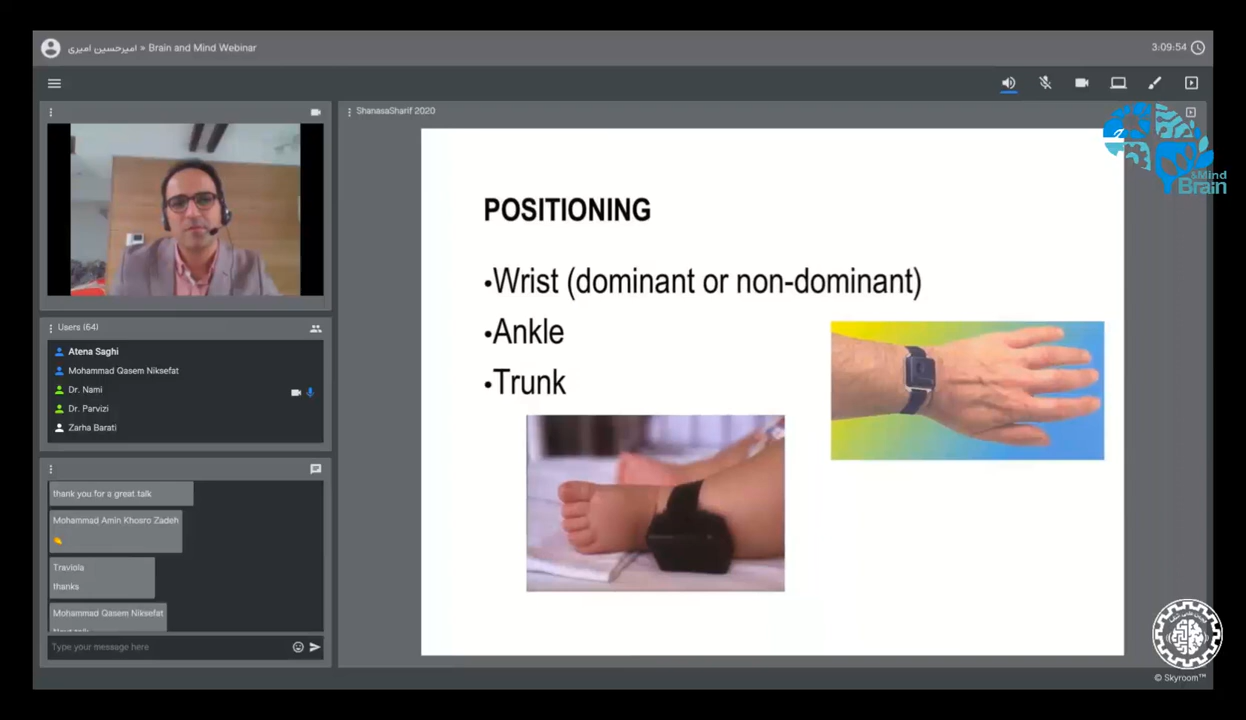 امیرحسین امیری » Brain and Mind Webinar
3:09:54
ShanasaSharif 2020
&Mind
Brain
POSITIONING
•Wrist (dominant or non-dominant)
•Ankle
•Trunk
Users (64)
Atena Saghi
Mohammad Qasem Niksefat
Dr. Nami
Dr. Parvizi
Zarha Barati
thank you for a great talk
Mohammad Amin Khosro Zadeh
Traviola
thanks
Mohammad Qasem Niksefat
Next talk
Type your message here
© Skyroom™